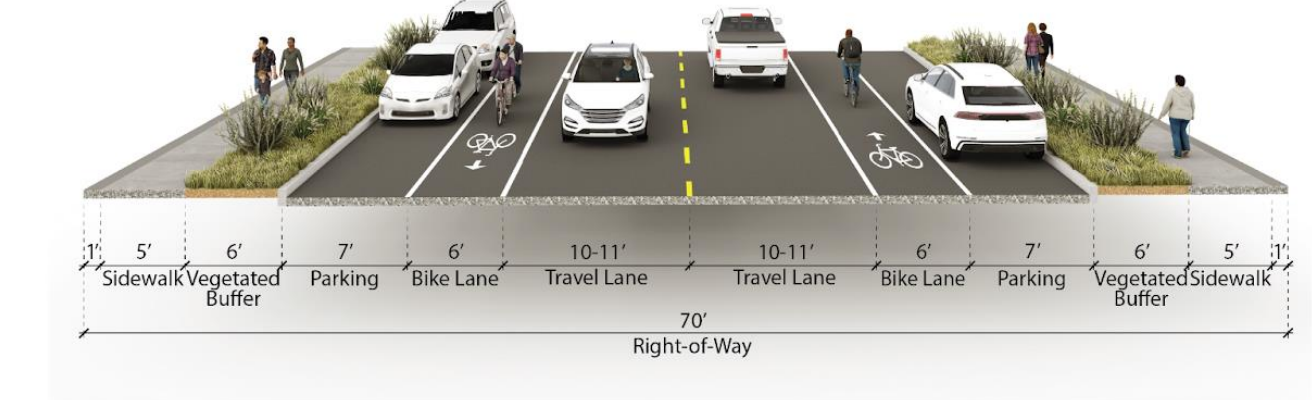 1′ 5′ 6′ 7′ 6′ 10-11′ 10-11′ 6′ 7′ 6′ 5′ 1′
Sidewalk Vegetated Buffer Parking Bike Lane Travel Lane Travel Lane Bike Lane Parking Vegetated Buffer Sidewalk
70′
Right-of-Way